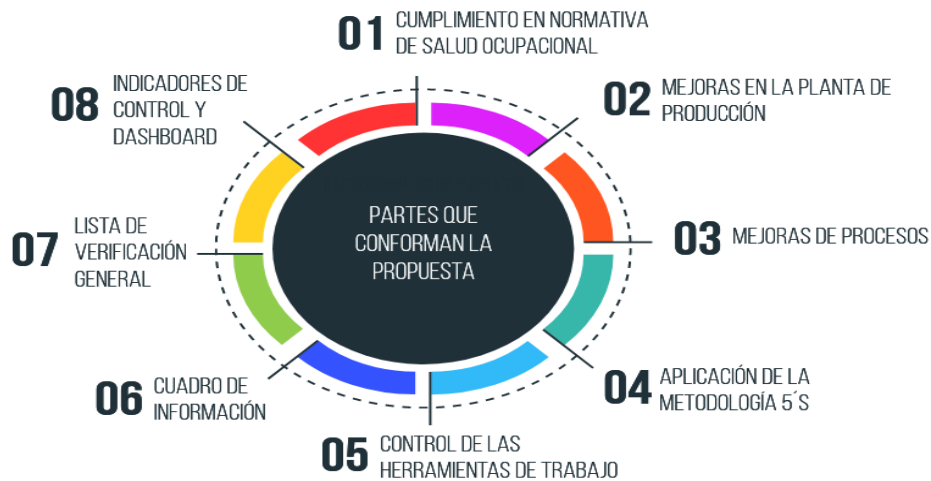 01 CUMPLIMIENTO EN NORMATIVA
DE SALUD OCUPACIONAL
02 MEJORAS EN LA PLANTA DE
PRODUCCIÓN
03 MEJORAS DE PROCESOS
04 APLICACIÓN DE LA
METODOLOGÍA 5´S
05 CONTROL DE LAS
HERRAMIENTAS DE TRABAJO
06 CUADRO DE
INFORMACIÓN
07 LISTA DE
VERIFICACIÓN
GENERAL
08 INDICADORES DE
CONTROL Y
DASHBOARD
PARTES QUE
CONFORMAN LA
PROPUESTA